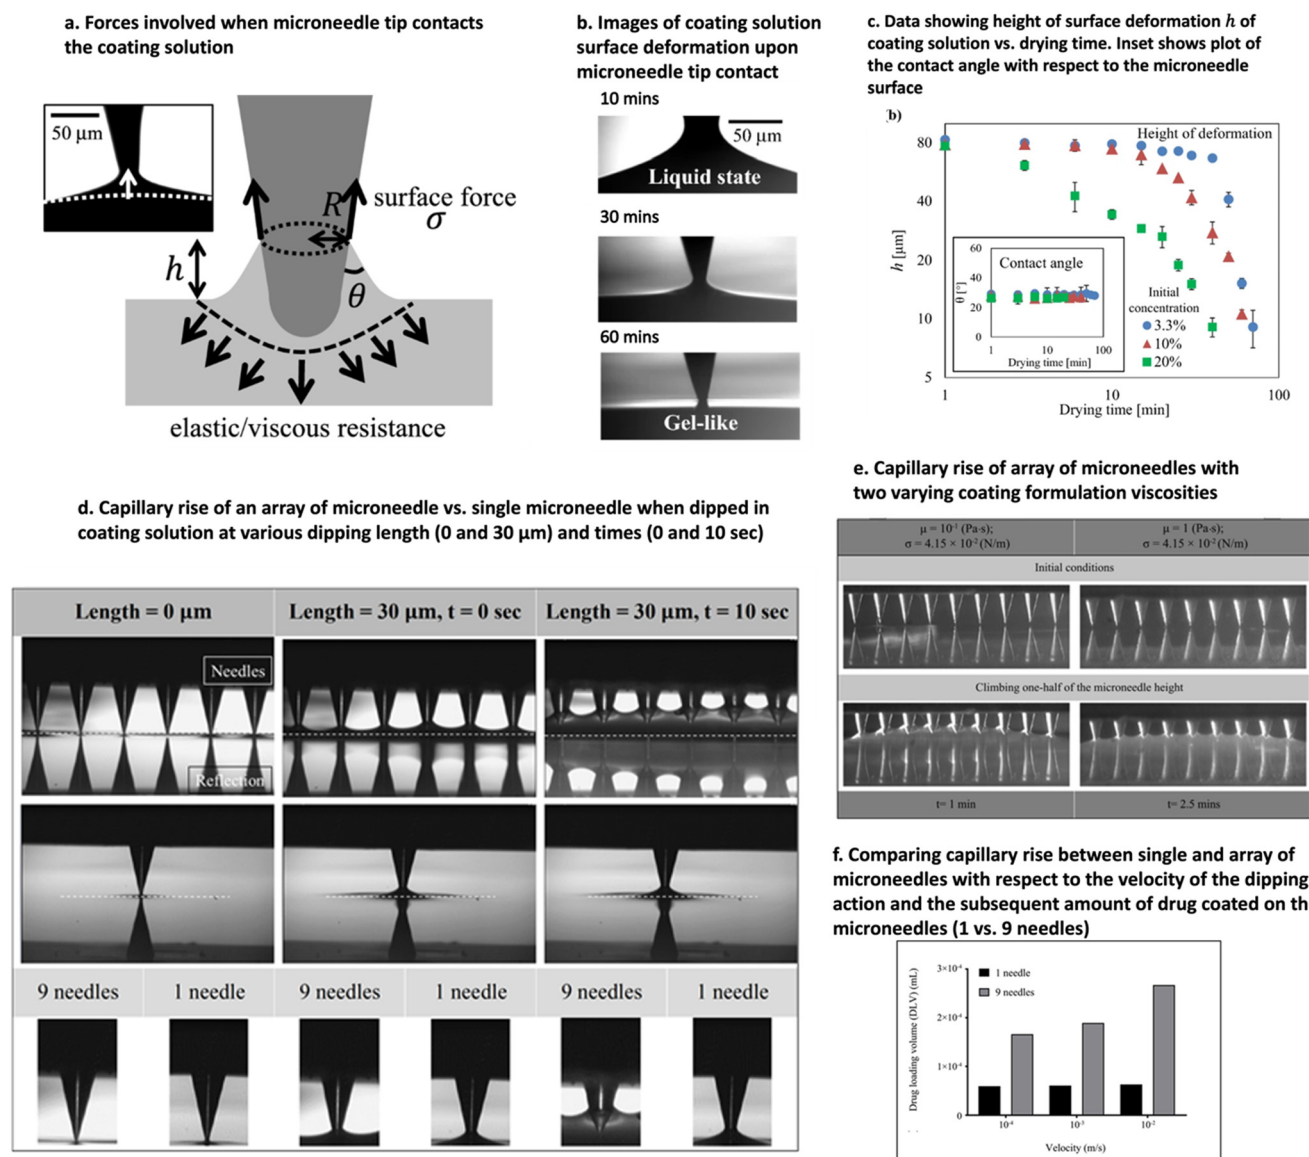 a. Forces involved when microneedle tip contacts
the coating solution
50 μm
R
surface force
σ
h
θ
elastic/viscous resistance
b. Images of coating solution
surface deformation upon
microneedle tip contact
10 mins
50 μm
Liquid state
30 mins
60 mins
Gel-like
c. Data showing height of surface deformation h of
coating solution vs. drying time. Inset shows plot of
the contact angle with respect to the microneedle
surface
b)
Height of deformation
80
40
20
10
5
h [μm]
1
10
100
Drying time [min]
Contact angle
60
40
20
0
θ [°]
1
10
100
Drying time [min]
Initial
concentration
3.3%
10%
20%
d. Capillary rise of an array of microneedle vs. single microneedle when dipped in
coating solution at various dipping length (0 and 30 μm) and times (0 and 10 sec)
Length = 0 μm
Length = 30 μm, t = 0 sec
Length = 30 μm, t = 10 sec
Needles
Reflection
9 needles
1 needle
9 needles
1 needle
9 needles
1 needle
e. Capillary rise of array of microneedles with
two varying coating formulation viscosities
μ = 10⁻¹ (Pa·s);
σ = 4.15 × 10⁻² (N/m)
μ = 1 (Pa·s);
σ = 4.15 × 10⁻² (N/m)
Initial conditions
Climbing one-half of the microneedle height
t= 1 min
t= 2.5 mins
f. Comparing capillary rise between single and array of
microneedles with respect to the velocity of the dipping
action and the subsequent amount of drug coated on th
microneedles (1 vs. 9 needles)
Drug loading volume (DLV) (mL)
3×10⁻⁴
2×10⁻⁴
1×10⁻⁴
0
1 needle
9 needles
10⁻⁴
10⁻³
10⁻²
Velocity (m/s)